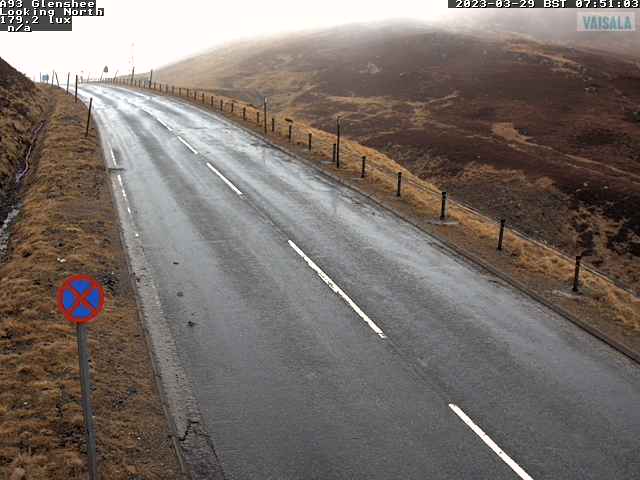 A93 Glenshee
Looking North
179.2 lux
n/a
2023-03-29 BST 07:51:03
VAISALA